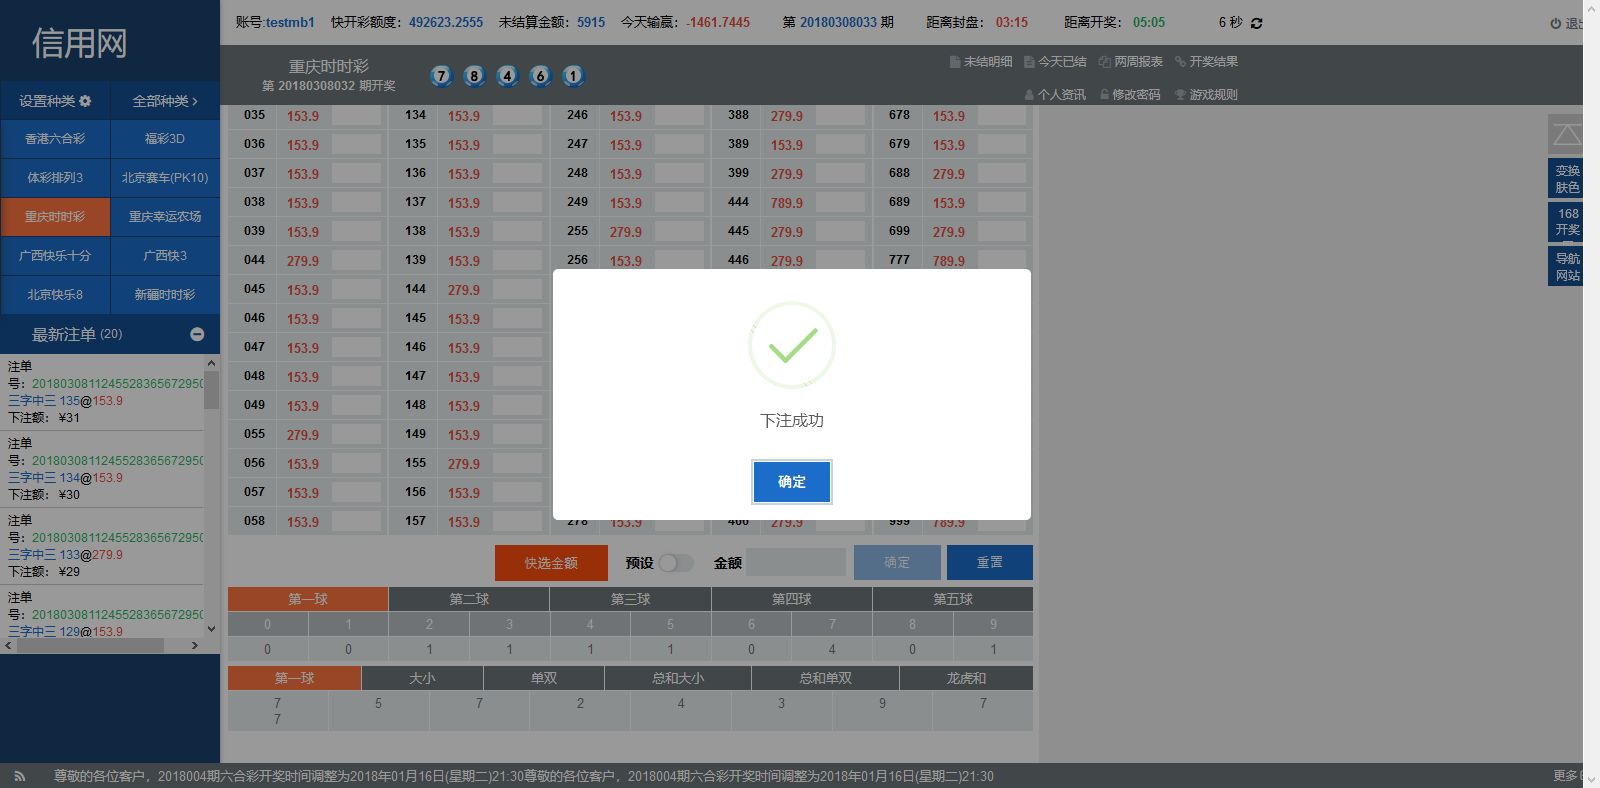 信用网
账号:testmb1 快开彩额度：492623.2555 未结算金额：5915 今天输赢：-1461.7445 第 20180308033 期 距离封盘：03:15 距离开奖：05:05 6 秒
重庆时时彩
第 20180308032 期开奖
7 8 4 6 1
未结明细 今天已结 两周报表 开奖结果
个人资讯 修改密码 游戏规则
设置种类 全部种类
香港六合彩 福彩3D
体彩排列3 北京赛车(PK10)
重庆时时彩 重庆幸运农场
广西快乐十分 广西快3
北京快乐8 新疆时时彩
最新注单 (20)
注单
号：2018030811245528365672950
三字中三 135@153.9
下注额： ¥31
注单
号：2018030811245528365672950
三字中三 134@153.9
下注额： ¥30
注单
号：2018030811245528365672950
三字中三 133@279.9
下注额： ¥29
注单
号：2018030811245528365672950
三字中三 129@153.9
035 153.9 134 153.9 246 153.9 388 279.9 678 153.9
036 153.9 135 153.9 247 153.9 389 153.9 679 153.9
037 153.9 136 153.9 248 153.9 399 279.9 688 279.9
038 153.9 137 153.9 249 153.9 444 789.9 689 153.9
039 153.9 138 153.9 255 279.9 445 279.9 699 279.9
044 279.9 139 153.9 256 153.9 446 279.9 777 789.9
045 153.9 144 279.9
046 153.9 145 153.9
047 153.9 146 153.9
048 153.9 147 153.9
049 153.9 148 153.9
055 279.9 149 153.9
056 153.9 155 279.9
057 153.9 156 153.9
058 153.9 157 153.9 278 153.9 466 279.9 999 789.9
下注成功
确定
快选金额 预设 金额 确定 重置
第一球 第二球 第三球 第四球 第五球
0 1 2 3 4 5 6 7 8 9
0 0 1 1 1 1 0 4 0 1
第一球 大小 单双 总和大小 总和单双 龙虎和
7 5 7 2 4 3 9 7
7
变换
肤色
168
开奖
导航
网站
尊敬的各位客户，2018004期六合彩开奖时间调整为2018年01月16日(星期二)21:30尊敬的各位客户，2018004期六合彩开奖时间调整为2018年01月16日(星期二)21:30
更多